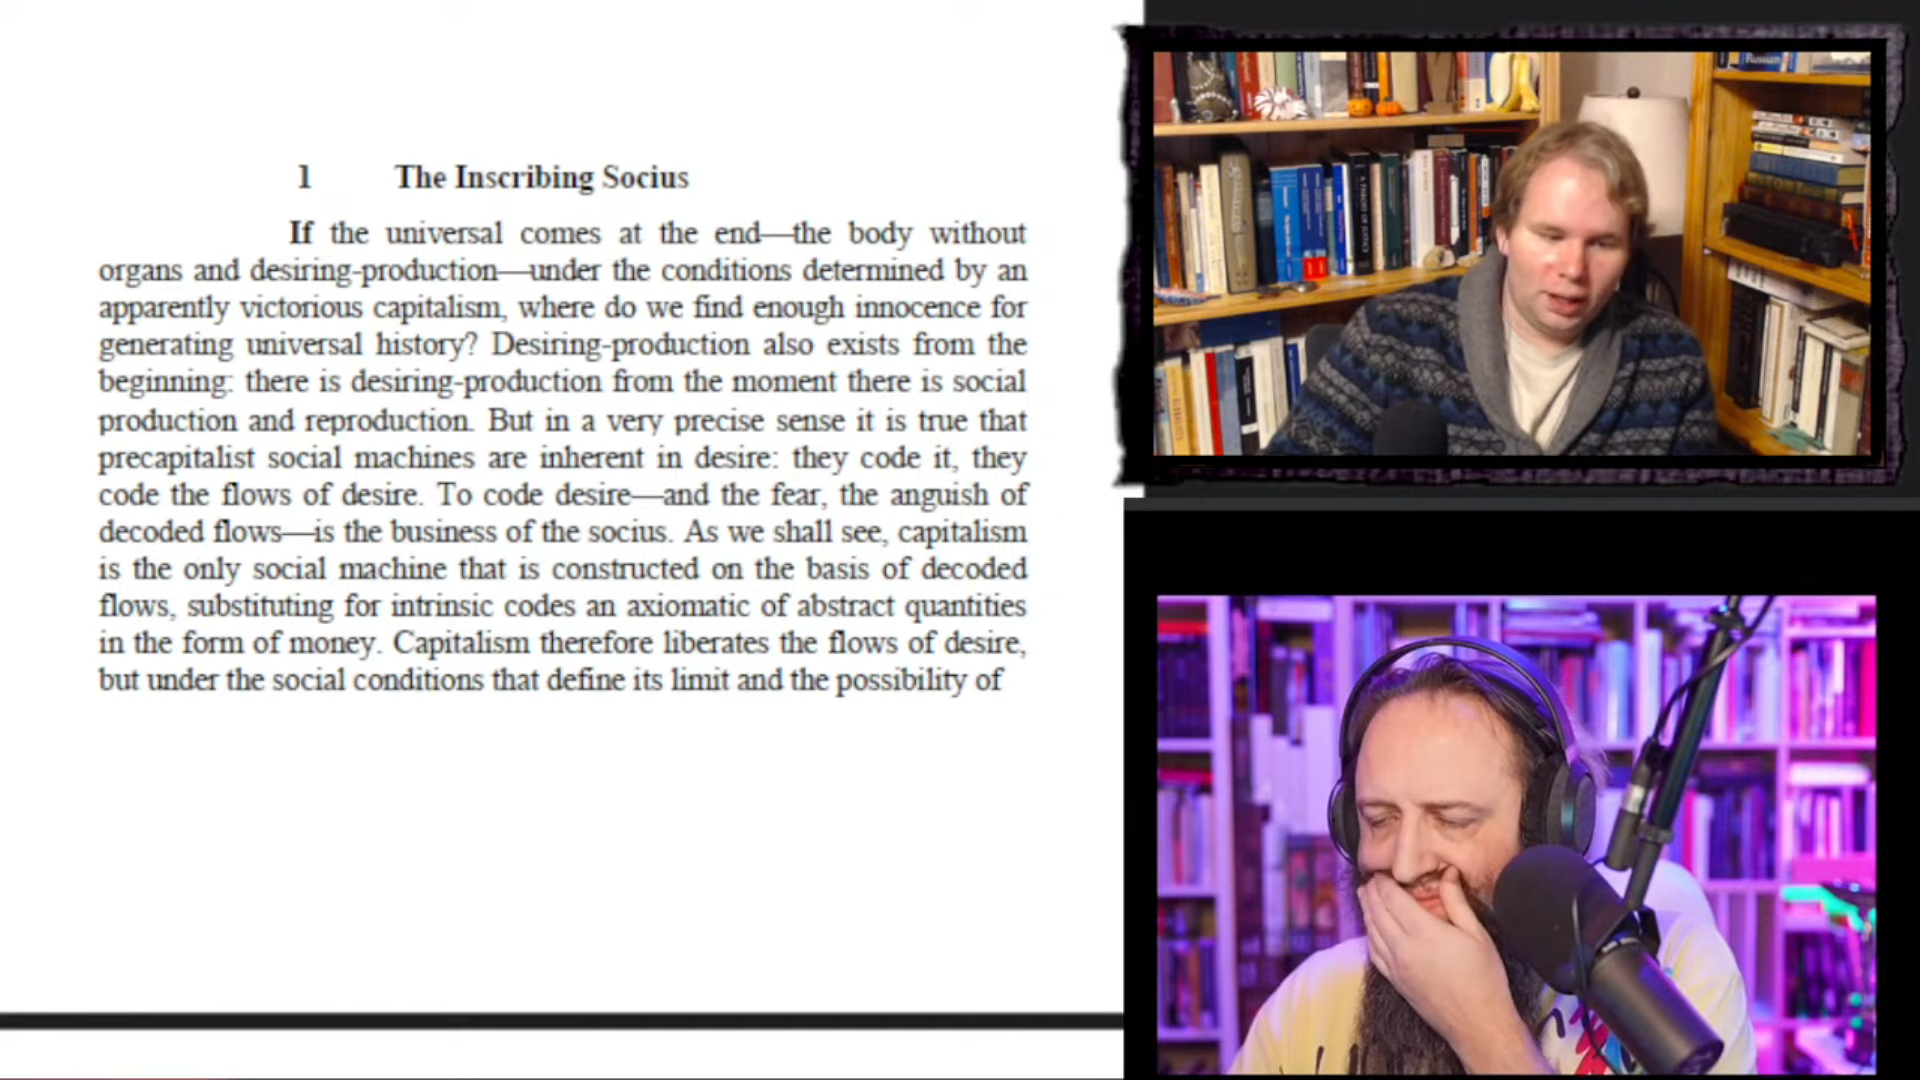 1 The Inscribing Socius
If the universal comes at the end—the body without
organs and desiring-production—under the conditions determined by an
apparently victorious capitalism, where do we find enough innocence for
generating universal history? Desiring-production also exists from the
beginning: there is desiring-production from the moment there is social
production and reproduction. But in a very precise sense it is true that
precapitalist social machines are inherent in desire: they code it, they
code the flows of desire. To code desire—and the fear, the anguish of
decoded flows—is the business of the socius. As we shall see, capitalism
is the only social machine that is constructed on the basis of decoded
flows, substituting for intrinsic codes an axiomatic of abstract quantities
in the form of money. Capitalism therefore liberates the flows of desire,
but under the social conditions that define its limit and the possibility of
Russian
A THEORY OF JUSTICE